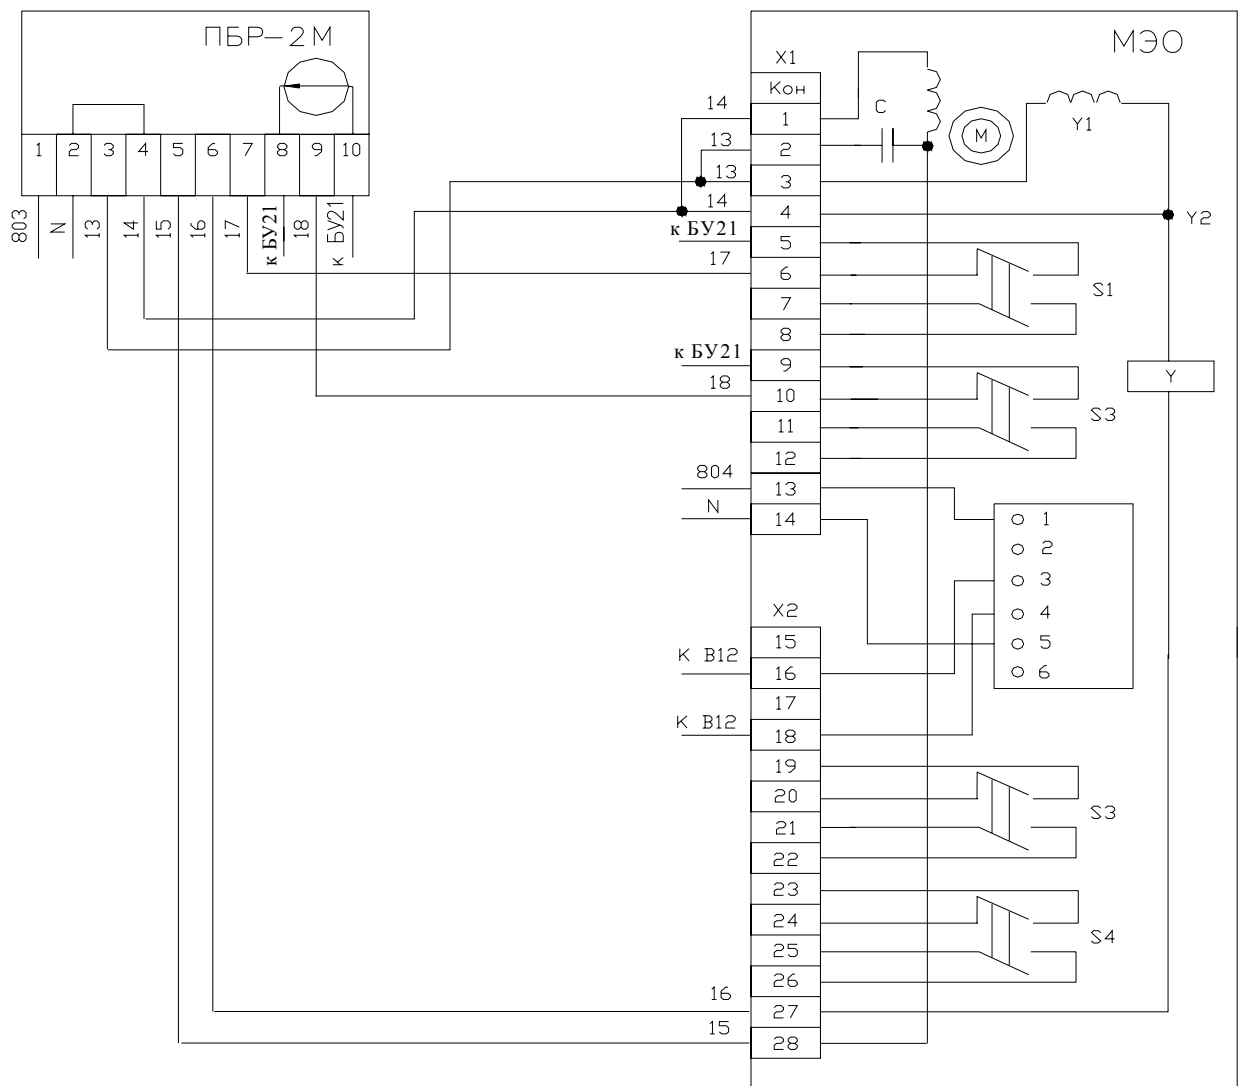 ПБР-2М
1 2 3 4 5 6 7 8 9 10
803 N 13 14 15 16 17 к БУ21 18 к БУ21
МЭО
X1
Кон
14 1
13 2
13 3
14 4
к БУ21 5
17 6
7
8
к БУ21 9
18 10
11
12
804 13
N 14
C
M
Y1
Y2
S1
Y
S3
1
2
3
4
5
6
X2
15
К В12 16
17
К В12 18
19
20
21
22
23
24
25
26
16 27
15 28
S3
S4